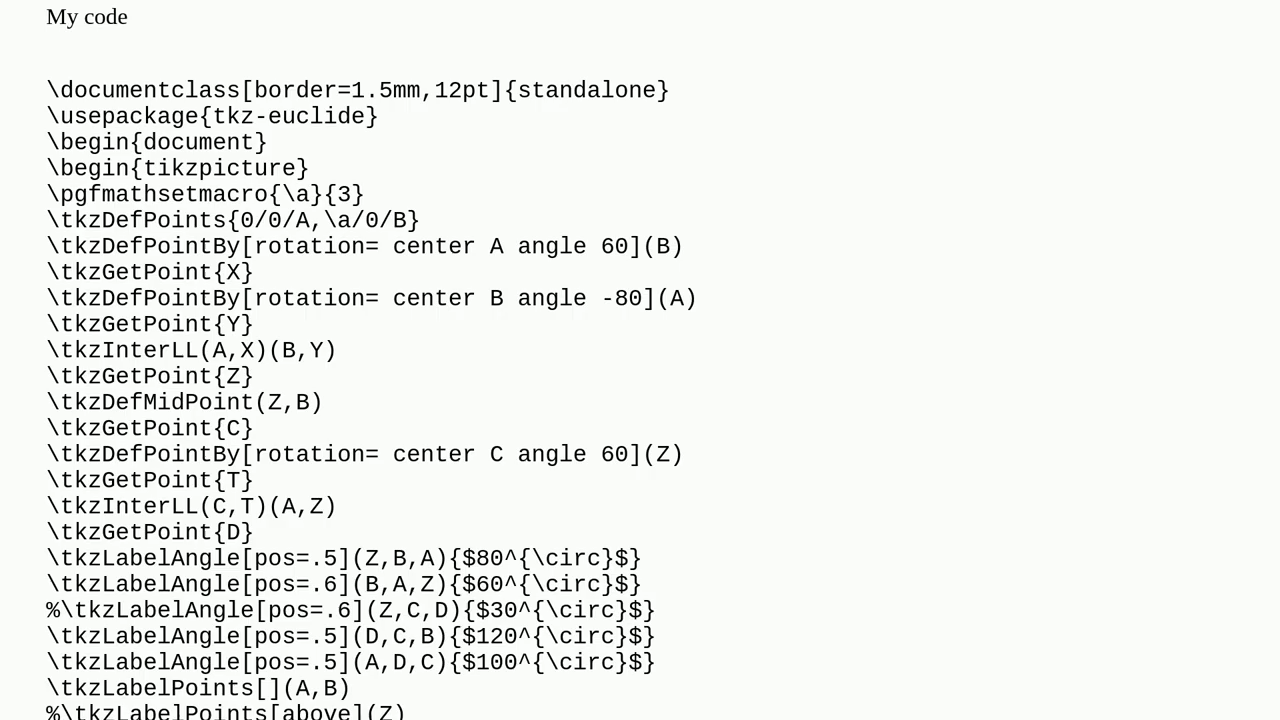 My code
\documentclass[border=1.5mm,12pt]{standalone}
\usepackage{tkz-euclide}
\begin{document}
\begin{tikzpicture}
\pgfmathsetmacro{\a}{3}
\tkzDefPoints{0/0/A,\a/0/B}
\tkzDefPointBy[rotation= center A angle 60](B)
\tkzGetPoint{X}
\tkzDefPointBy[rotation= center B angle -80](A)
\tkzGetPoint{Y}
\tkzInterLL(A,X)(B,Y)
\tkzGetPoint{Z}
\tkzDefMidPoint(Z,B)
\tkzGetPoint{C}
\tkzDefPointBy[rotation= center C angle 60](Z)
\tkzGetPoint{T}
\tkzInterLL(C,T)(A,Z)
\tkzGetPoint{D}
\tkzLabelAngle[pos=.5](Z,B,A){$80^{\circ}$}
\tkzLabelAngle[pos=.6](B,A,Z){$60^{\circ}$}
%\tkzLabelAngle[pos=.6](Z,C,D){$30^{\circ}$}
\tkzLabelAngle[pos=.5](D,C,B){$120^{\circ}$}
\tkzLabelAngle[pos=.5](A,D,C){$100^{\circ}$}
\tkzLabelPoints[](A,B)
%\tkzLabelPoints[above](Z)